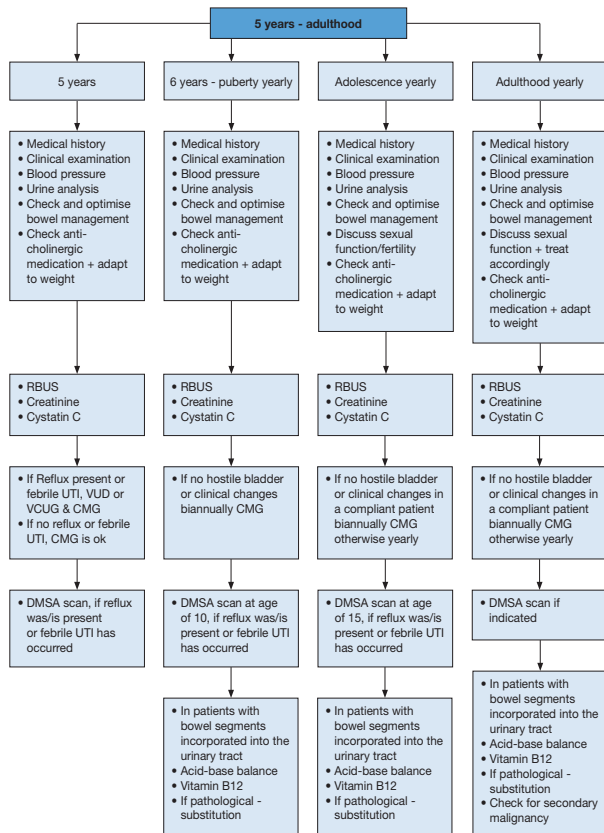 5 years - adulthood
5 years
6 years - puberty yearly
Adolescence yearly
Adulthood yearly
• Medical history
• Clinical examination
• Blood pressure
• Urine analysis
• Check and optimise
bowel management
• Check anti-
cholinergic
medication + adapt
to weight
• Medical history
• Clinical examination
• Blood pressure
• Urine analysis
• Check and optimise
bowel management
• Check anti-
cholinergic
medication + adapt
to weight
• Medical history
• Clinical examination
• Blood pressure
• Urine analysis
• Check and optimise
bowel management
• Discuss sexual
function/fertility
• Check anti-
cholinergic
medication + adapt
to weight
• Medical history
• Clinical examination
• Blood pressure
• Urine analysis
• Check and optimise
bowel management
• Discuss sexual
function + treat
accordingly
• Check anti-
cholinergic
medication + adapt
to weight
• RBUS
• Creatinine
• Cystatin C
• RBUS
• Creatinine
• Cystatin C
• RBUS
• Creatinine
• Cystatin C
• RBUS
• Creatinine
• Cystatin C
• If Reflux present or
febrile UTI, VUD or
VCUG & CMG
• If no reflux or febrile
UTI, CMG is ok
• If no hostile bladder
or clinical changes
biannually CMG
• If no hostile bladder
or clinical changes in
a compliant patient
biannually CMG
otherwise yearly
• If no hostile bladder
or clinical changes in
a compliant patient
biannually CMG
otherwise yearly
• DMSA scan, if reflux
was/is present
or febrile UTI has
occurred
• DMSA scan at age
of 10, if reflux was/is
present or febrile UTI
has occurred
• DMSA scan at age of
15, if reflux was/is
present or febrile UTI
has occurred
• DMSA scan if
indicated
• In patients with
bowel segments
incorporated into the
urinary tract
• Acid-base balance
• Vitamin B12
• If pathological -
substitution
• In patients with
bowel segments
incorporated into the
urinary tract
• Acid-base balance
• Vitamin B12
• If pathological -
substitution
• In patients with
bowel segments
incorporated into the
urinary tract
• Acid-base balance
• Vitamin B12
• If pathological -
substitution
• Check for secondary
malignancy